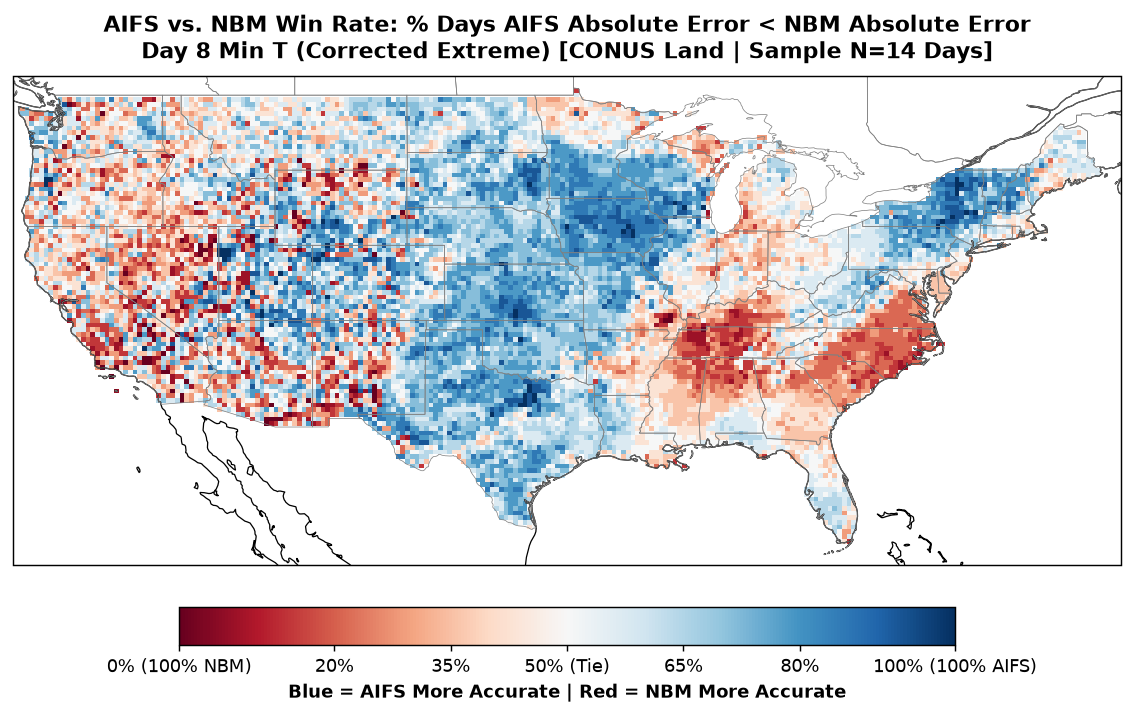 AIFS vs. NBM Win Rate: % Days AIFS Absolute Error < NBM Absolute Error
Day 8 Min T (Corrected Extreme) [CONUS Land | Sample N=14 Days]
0% (100% NBM) 20% 35% 50% (Tie) 65% 80% 100% (100% AIFS)
Blue = AIFS More Accurate | Red = NBM More Accurate